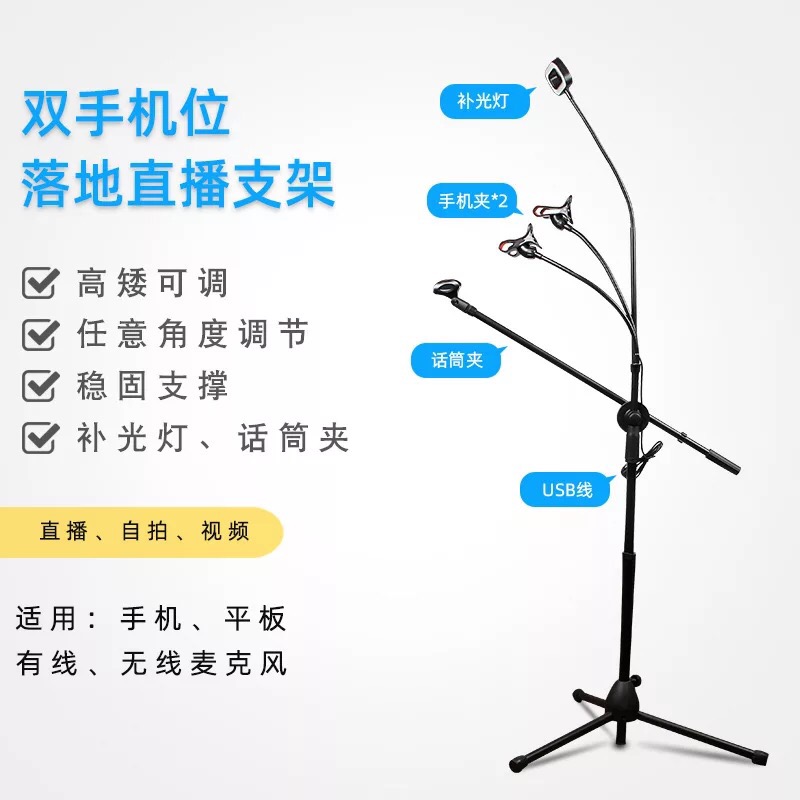 双手机位
落地直播支架
高矮可调
任意角度调节
稳固支撑
补光灯、话筒夹
直播、自拍、视频
适用：手机、平板
有线、无线麦克风
补光灯
手机夹*2
话筒夹
USB线